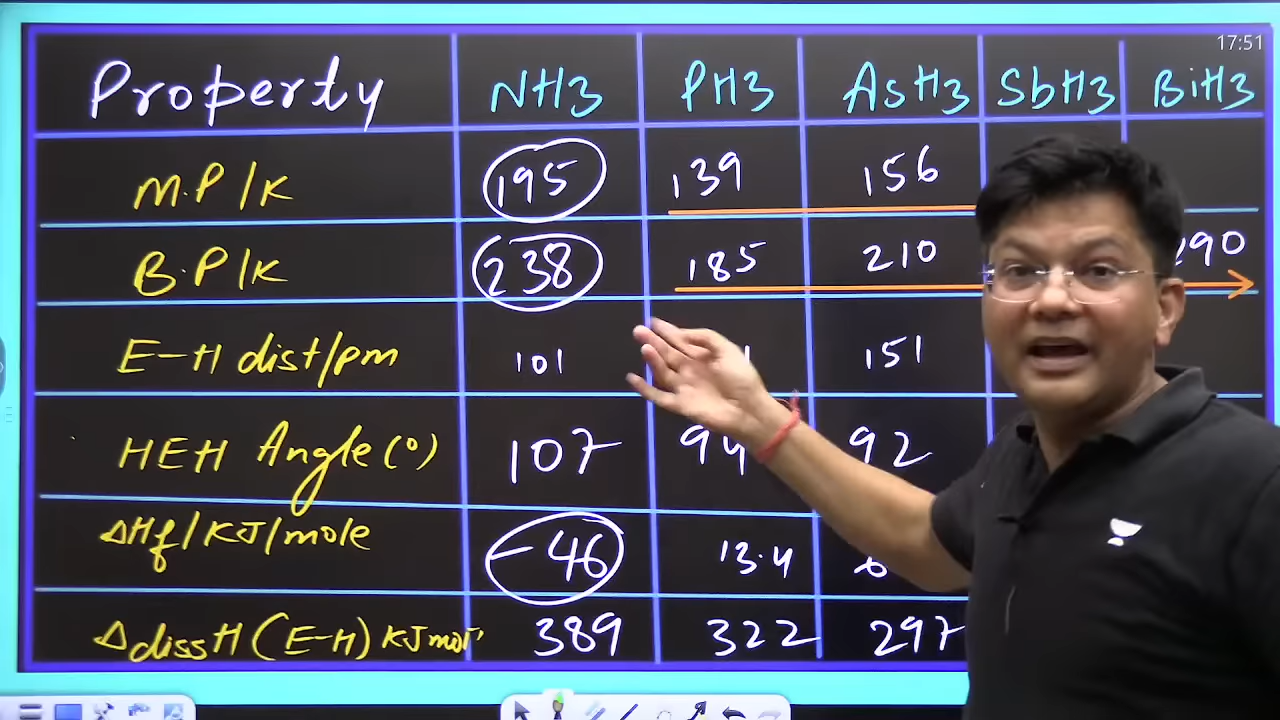 17:51
Property NH3 PH3 AsH3 SbH3 BiH3
M.P/K 195 139 156
B.P/K 238 185 210 290
E-H dist/pm 101 151
HEH Angle(°) 107 94 92
ΔHf/KJ/mole -46 13.4
ΔdissH (E-H) KJmol⁻¹ 389 322 297